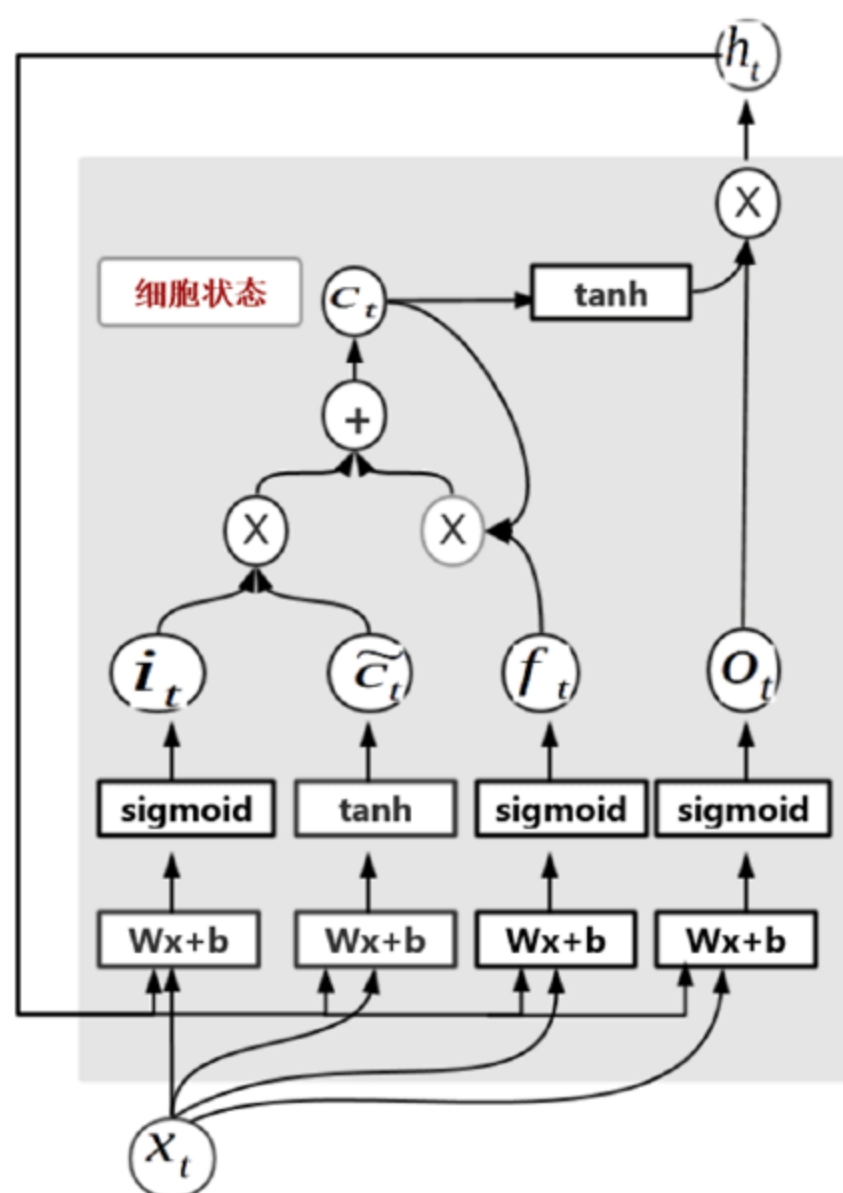 h_t
X
细胞状态
c_t
tanh
+
X
X
i_t
c̃_t
f_t
o_t
sigmoid
tanh
sigmoid
sigmoid
Wx+b
Wx+b
Wx+b
Wx+b
x_t